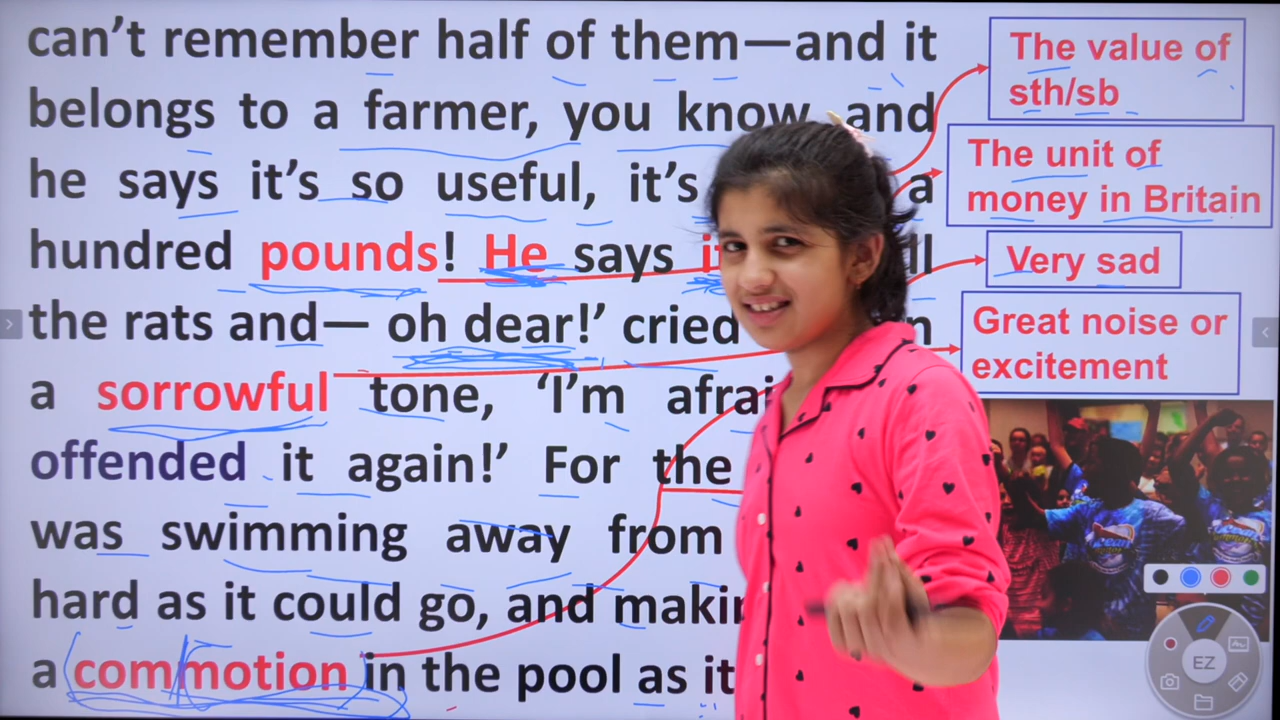 can't remember half of them—and it
belongs to a farmer, you know, and
he says it's so useful, it's a
hundred pounds! He says it ll
the rats and— oh dear!' cried n
a sorrowful tone, 'I'm afrai
offended it again!' For the
was swimming away from
hard as it could go, and makin
a commotion in the pool as it
The value of
sth/sb
The unit of
money in Britain
Very sad
Great noise or
excitement
EZ